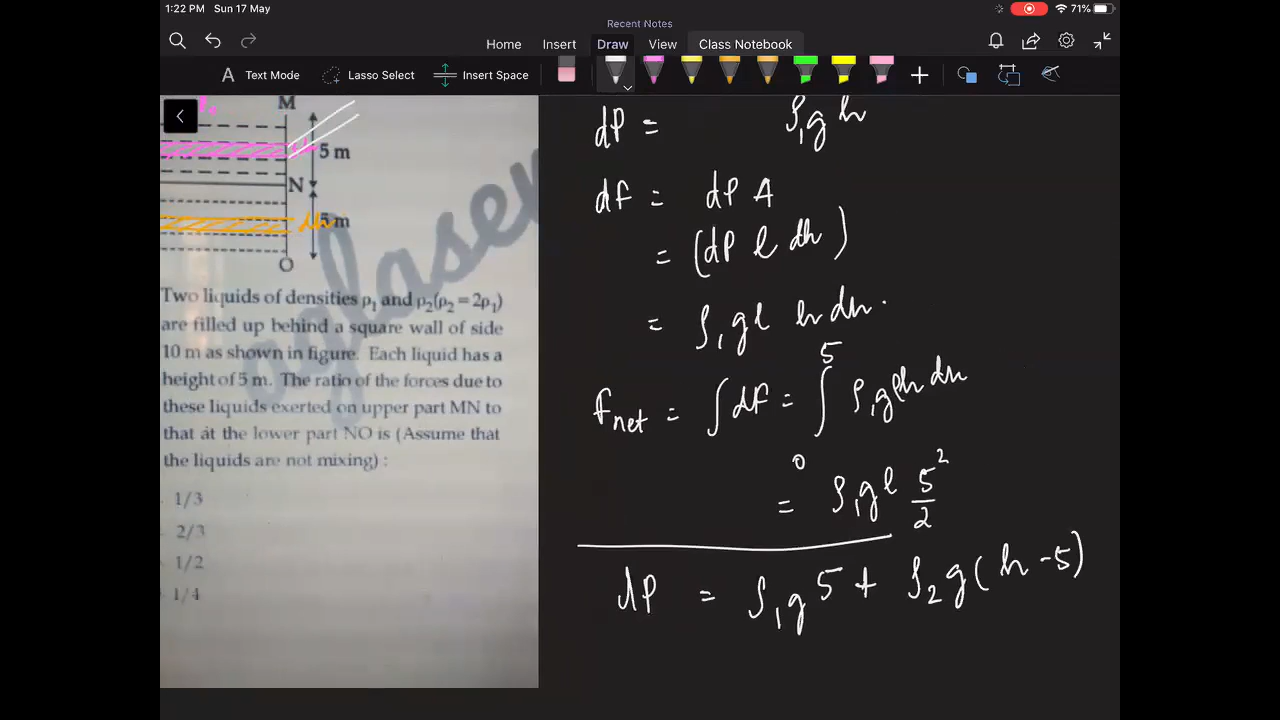 1:22 PM Sun 17 May
71%
Recent Notes
Home Insert Draw View Class Notebook
Text Mode
Lasso Select
Insert Space
M
5 m
N
dh
5 m
O
aglasem
Two liquids of densities ρ₁ and ρ₂(ρ₂ = 2ρ₁)
are filled up behind a square wall of side
10 m as shown in figure. Each liquid has a
height of 5 m. The ratio of the forces due to
these liquids exerted on upper part MN to
that at the lower part NO is (Assume that
the liquids are not mixing) :
1/3
2/3
1/2
1/4
dP = ρ₁gh
df = dP A
= (dP l dh)
= ρ₁gl h dh.
fnet = ∫df = ∫₀⁵ ρ₁glh dh
= ρ₁gl 5²/2
dP = ρ₁g5 + ρ₂g(h-5)